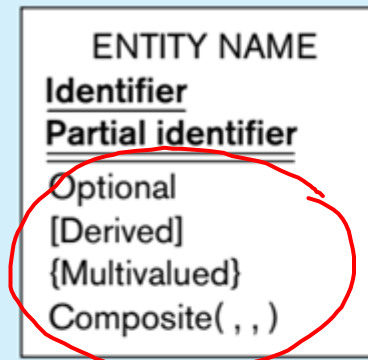 ENTITY NAME
Identifier
Partial identifier
Optional
[Derived]
{Multivalued}
Composite( , , )